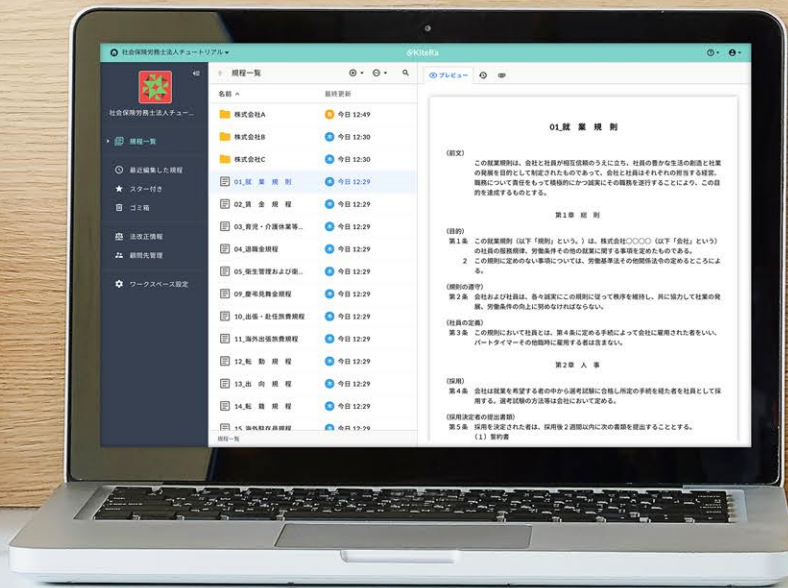 社会保険労務士法人チュートリアル
KiteRa
社会保険労務士法人チュー...
規程一覧
最近編集した規程
スター付き
ゴミ箱
法改正情報
顧問先管理
ワークスペース設定
規程一覧
名前
最終更新
株式会社A
今日 12:49
株式会社B
今日 12:30
株式会社C
今日 12:30
01_就 業 規 則
今日 12:29
02_賃 金 規 程
今日 12:29
03_育児・介護休業等...
今日 12:29
04_退職金規程
今日 12:29
05_衛生管理および衛...
今日 12:29
09_慶弔見舞金規程
今日 12:29
10_出張・赴任旅費規程
今日 12:29
11_海外出張旅費規程
今日 12:29
12_転 勤 規 程
今日 12:29
13_出 向 規 程
今日 12:29
14_転 籍 規 程
今日 12:29
15_海外駐在員規程
今日 12:29
規程一覧
プレビュー
01_就 業 規 則
(前文)
この就業規則は、会社と社員が相互信頼のうえに立ち、社員の豊かな生活の創造と社業
の発展を目的として制定されたものであって、会社と社員はそれぞれの担当する経営、
職務について責任をもって積極的にかつ誠実にその職務を遂行することにより、この目
的を達成するものとする。
第1章 総 則
(目的)
第1条 この就業規則(以下「規則」という。)は、株式会社〇〇〇〇(以下「会社」という)
の社員の服務規律、労働条件その他の就業に関する事項を定めたものである。
2 この規則に定めのない事項については、労働基準法その他関係法令の定めるところによ
る。
(規則の遵守)
第2条 会社および社員は、各々誠実にこの規則に従って秩序を維持し、共に協力して社業の発
展、労働条件の向上に努めなければならない。
(社員の定義)
第3条 この規則において社員とは、第4条に定める手続によって会社に雇用された者をいい、
パートタイマーその他臨時に雇用する者は含まない。
第2章 人 事
(採用)
第4条 会社は就業を希望する者の中から選考試験に合格し所定の手続を経た者を社員として採
用する。選考試験の方法等は会社において定める。
(採用決定者の提出書類)
第5条 採用を決定された者は、採用後2週間以内に次の書類を提出することとする。
(1)誓約書